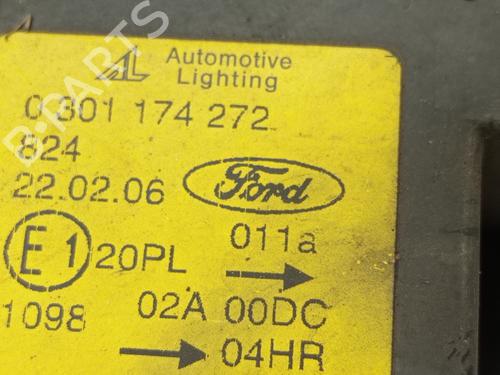 AL Automotive
Lighting
0 301 174 272
824
22.02.06 Ford
E1 20PL 011a
1098 02A 00DC
04HR
B-PARTS